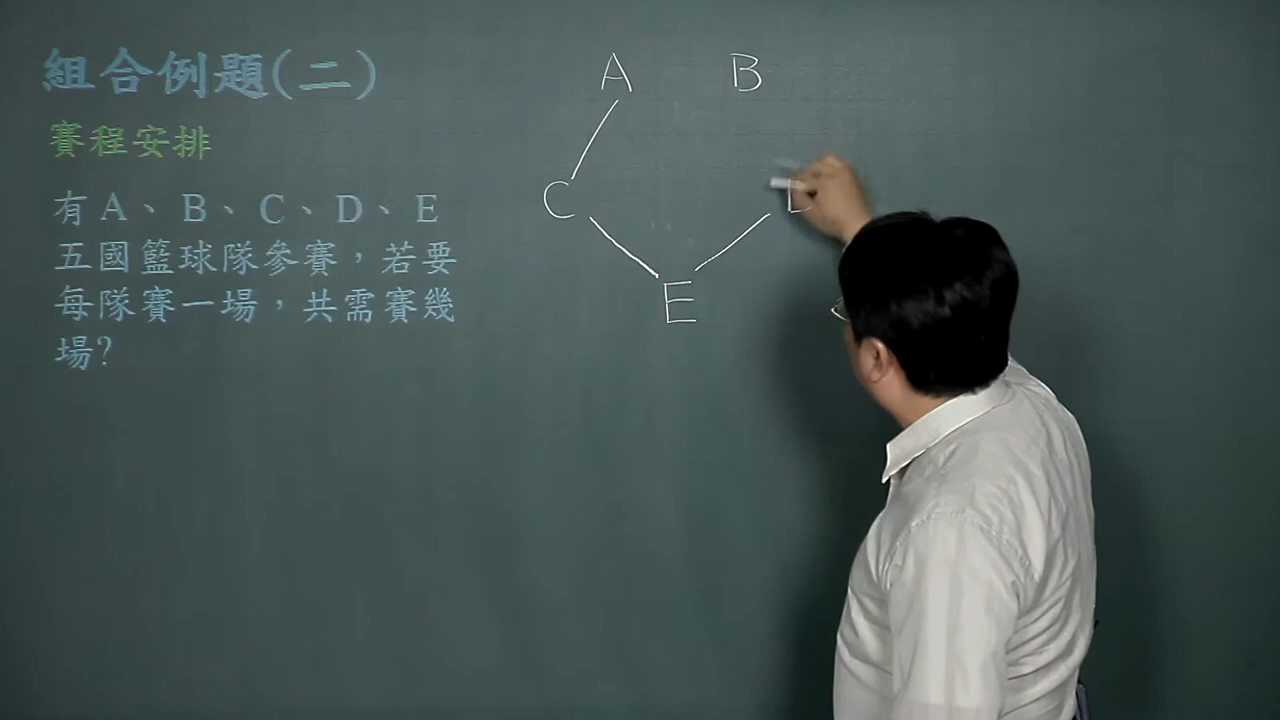 組合例題(二)
賽程安排
有A、B、C、D、E
五國籃球隊參賽，若要
每隊賽一場，共需賽幾
場?
A B
C
E